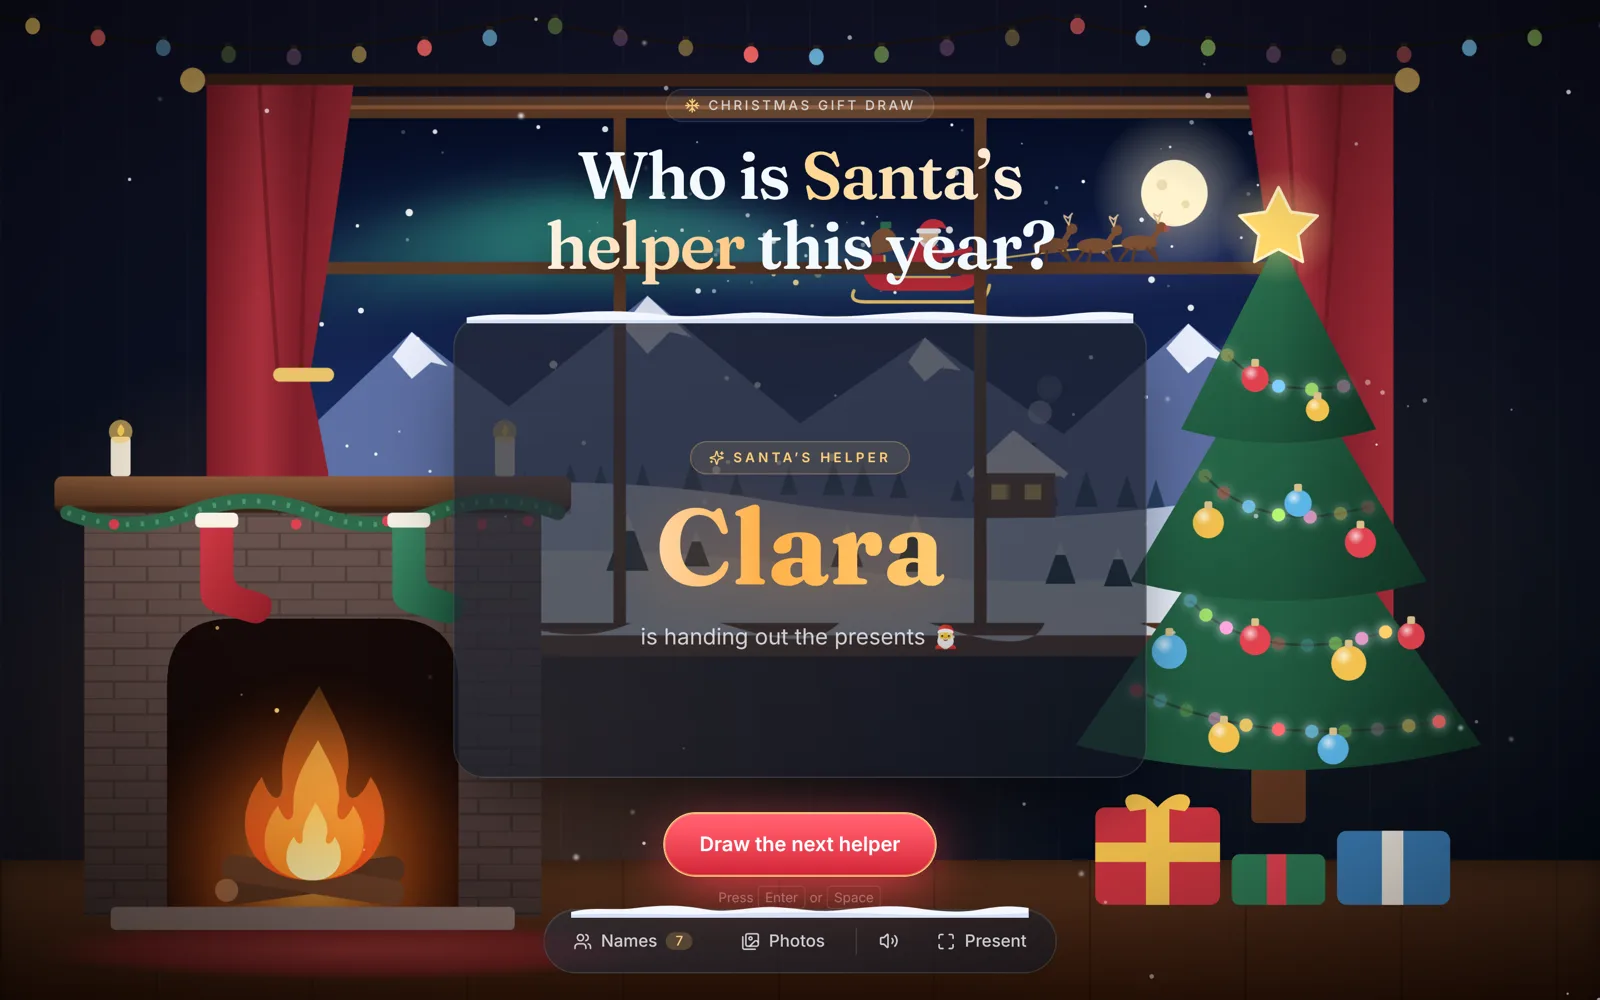 CHRISTMAS GIFT DRAW
Who is Santa’s
helper this year?
SANTA’S HELPER
Clara
is handing out the presents 🎅
Draw the next helper
Press Enter or Space
Names 7 Photos Present